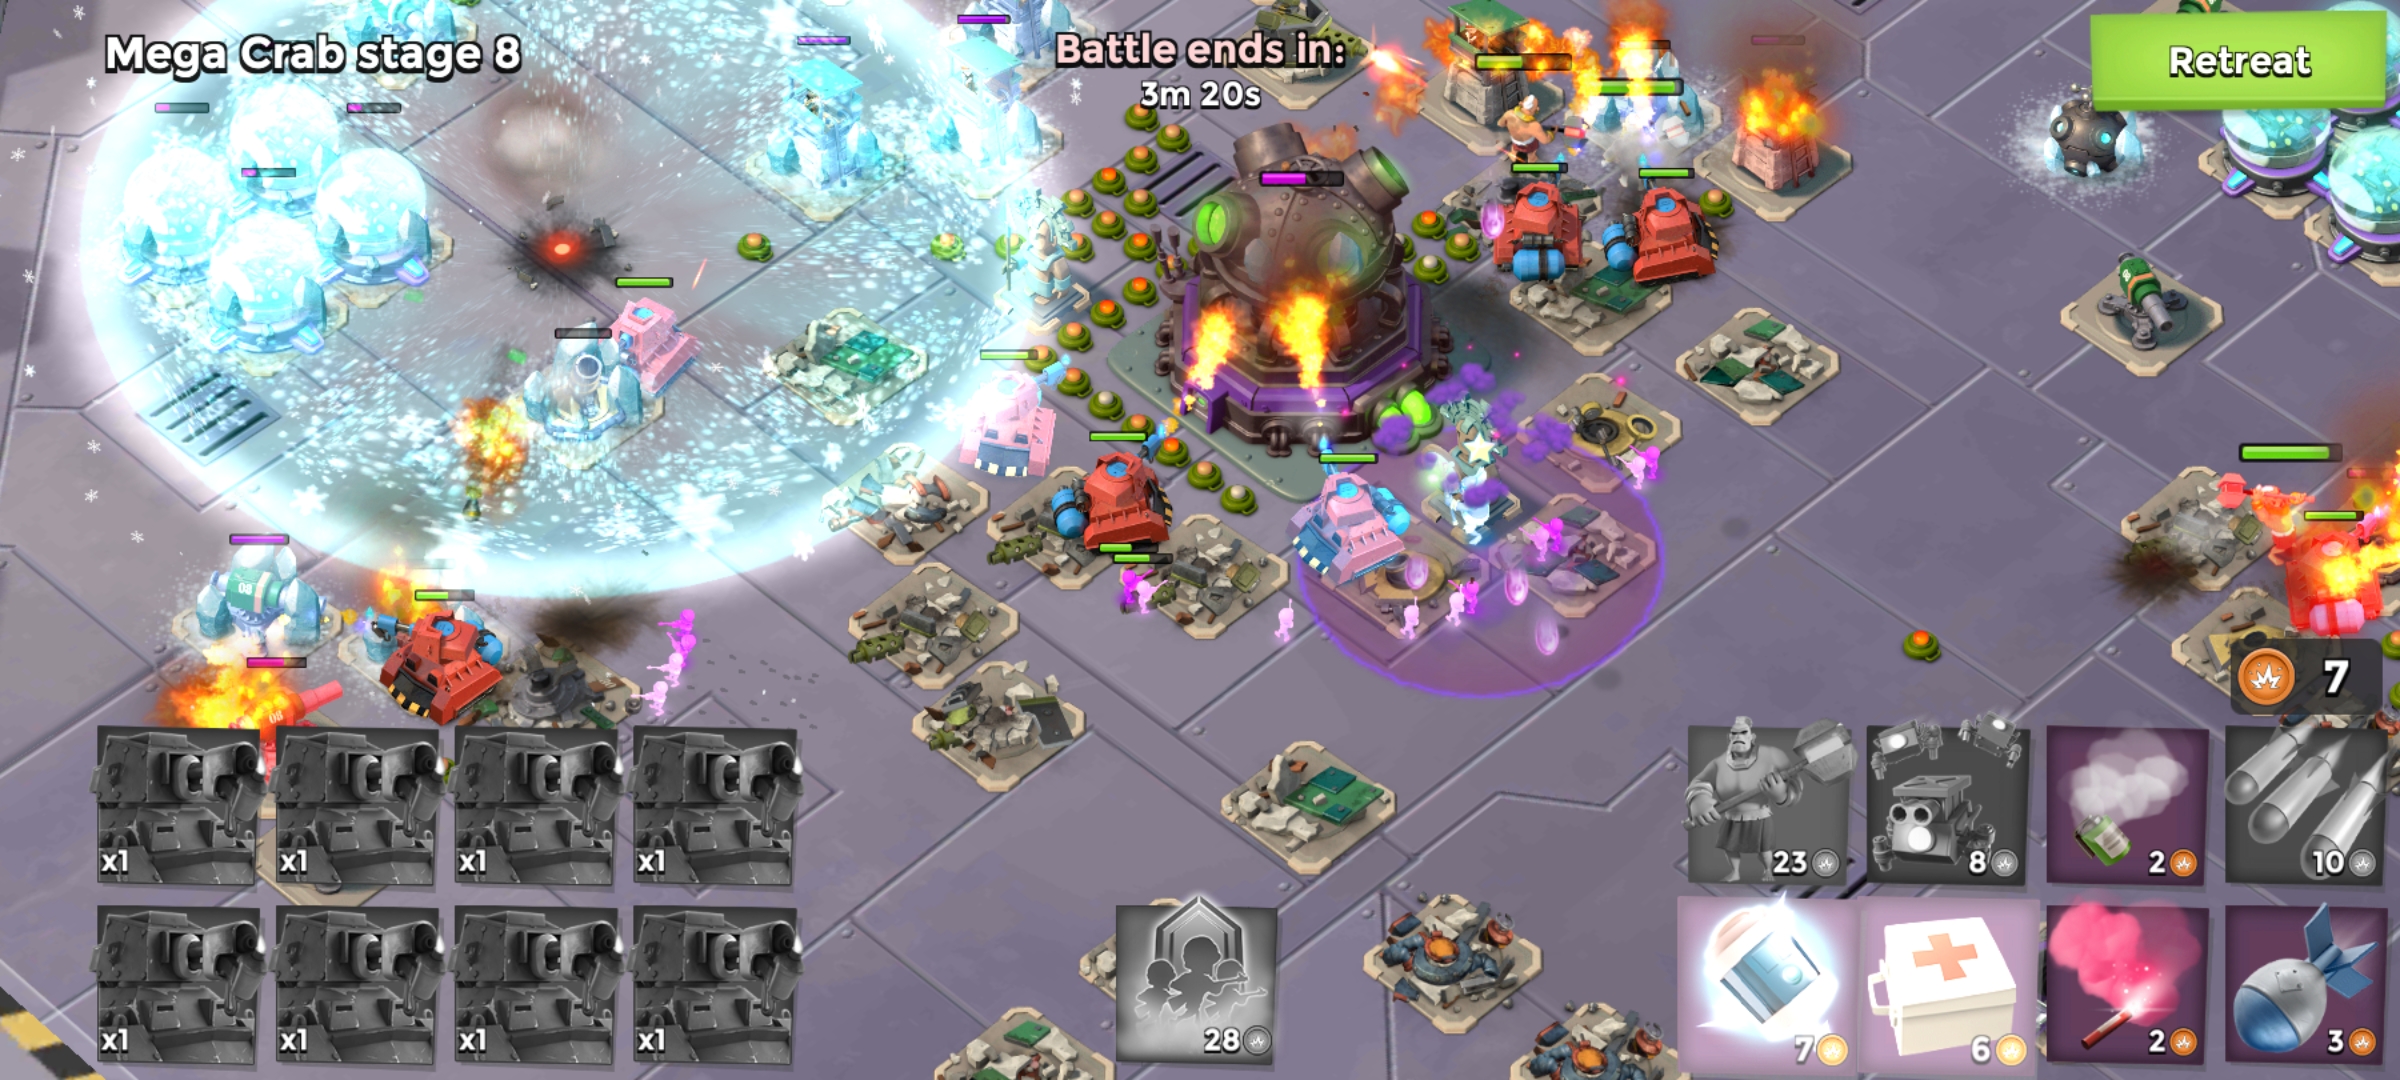 Mega Crab stage 8
Battle ends in:
3m 20s
Retreat
7
x1
x1
x1
x1
23
8
2
10
x1
x1
x1
x1
28
7
6
2
3